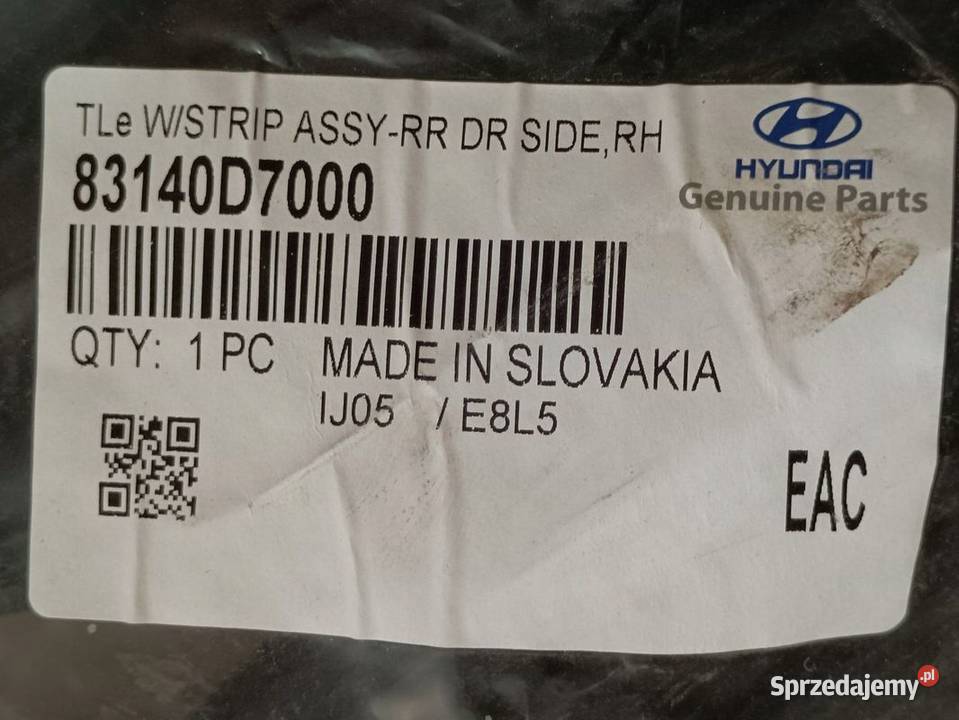 TLe W/STRIP ASSY-RR DR SIDE,RH
83140D7000
HYUNDAI
Genuine Parts
QTY: 1 PC MADE IN SLOVAKIA
IJ05 / E8L5
EAC
Sprzedajemy.pl